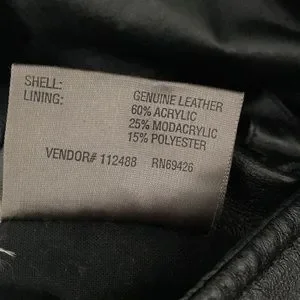 SHELL: GENUINE LEATHER
LINING: 60% ACRYLIC
25% MODACRYLIC
15% POLYESTER
VENDOR# 112488 RN69426